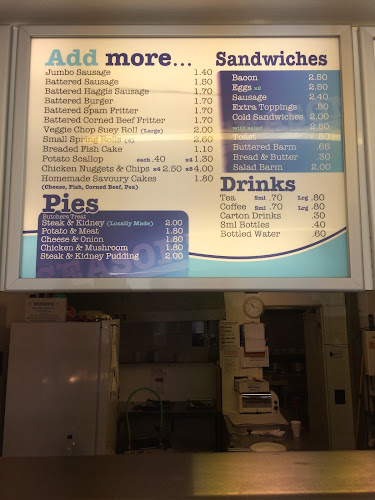 Add more...
Jumbo Sausage 1.40
Battered Sausage 1.50
Battered Haggis Sausage 1.70
Battered Burger 1.70
Battered Spam Fritter 1.70
Battered Corned Beef Fritter 1.70
Veggie Chop Suey Roll (Large) 2.00
Small Spring Rolls (4) 2.60
Breaded Fish Cake 1.10
Potato Scallop each .40 x4 1.30
Chicken Nuggets & Chips x4 2.50 x8 4.00
Homemade Savoury Cakes 1.80
(Cheese, Fish, Corned Beef, Pea)
Pies
Butchers Treat
Steak & Kidney (Locally Made) 2.00
Potato & Meat 1.80
Cheese & Onion 1.80
Chicken & Mushroom 1.80
Steak & Kidney Pudding 2.00
Sandwiches
Bacon 2.50
Eggs x2 2.50
Sausage 2.40
Extra Toppings .50
Cold Sandwiches 2.00
with salad
Toast
Buttered Barm .65
Bread & Butter .30
Salad Barm 2.00
Drinks
Tea Sml .70 Lrg .80
Coffee Sml .70 Lrg .80
Carton Drinks .30
Sml Bottles .40
Bottled Water .60